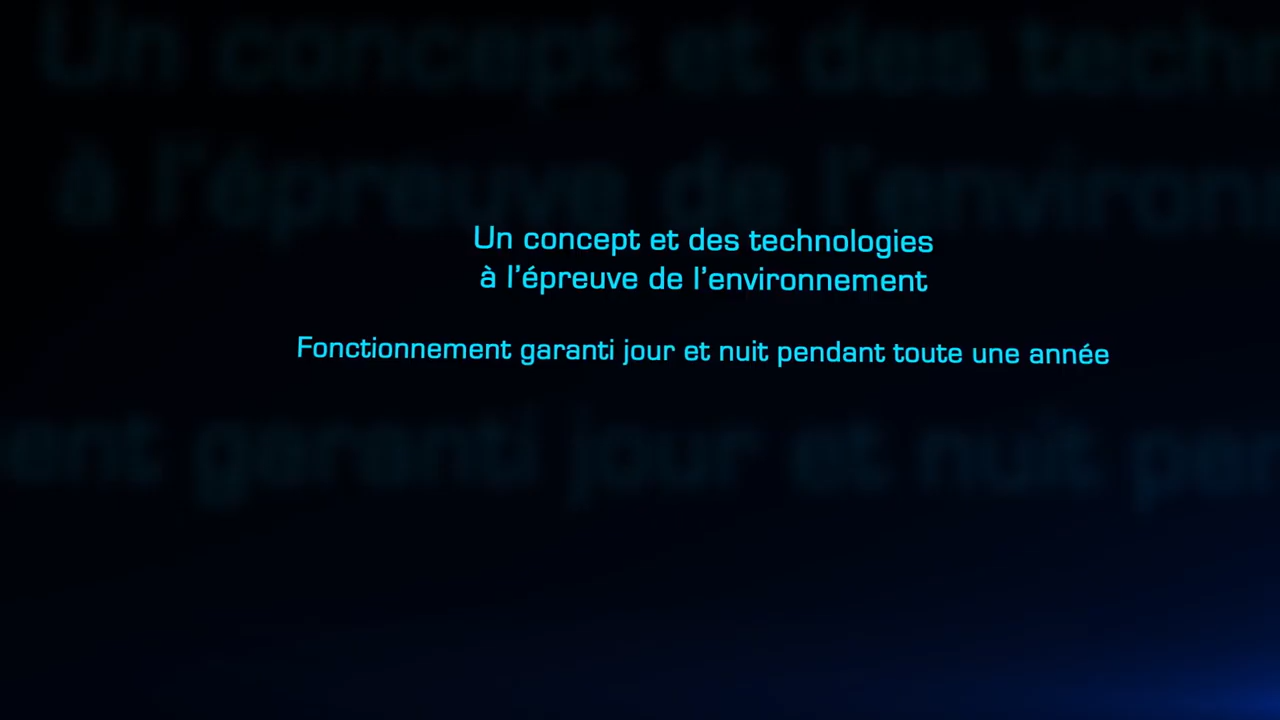 Un concept et des technologies
à l'épreuve de l'environnement
Fonctionnement garanti jour et nuit pendant toute une année